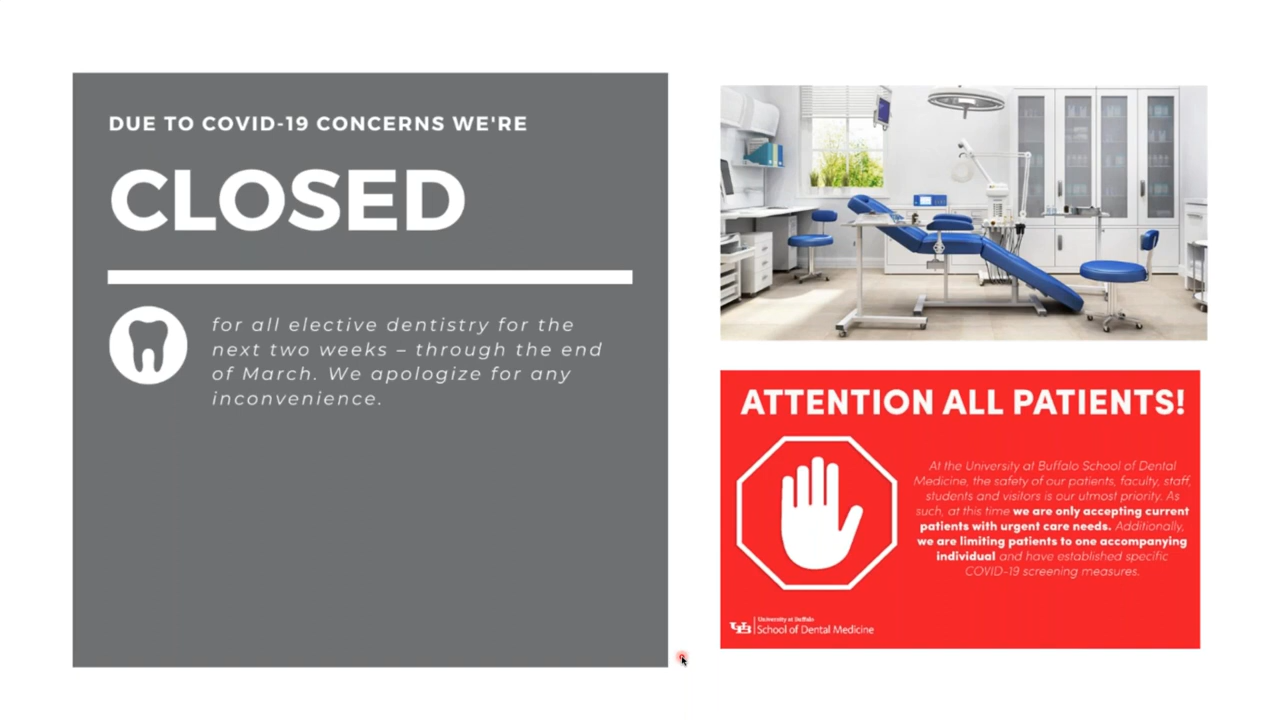 DUE TO COVID-19 CONCERNS WE'RE
CLOSED
for all elective dentistry for the
next two weeks – through the end
of March. We apologize for any
inconvenience.
ATTENTION ALL PATIENTS!
At the University at Buffalo School of Dental
Medicine, the safety of our patients, faculty, staff,
students and visitors is our utmost priority. As
such, at this time we are only accepting current
patients with urgent care needs. Additionally,
we are limiting patients to one accompanying
individual and have established specific
COVID-19 screening measures.
University at Buffalo
School of Dental Medicine